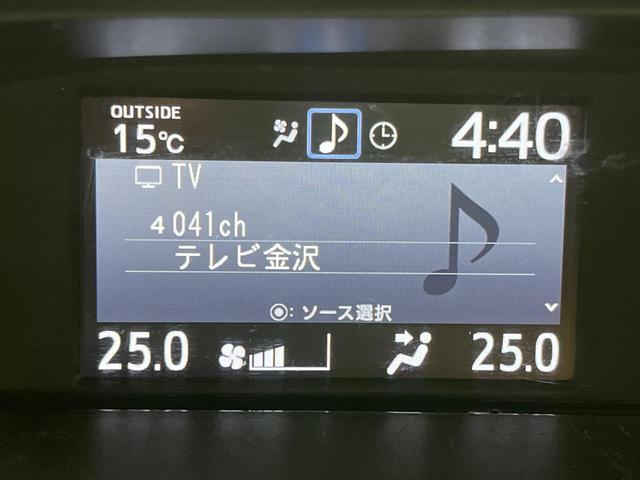 OUTSIDE
15℃
4:40
TV
4 041ch
テレビ金沢
◉: ソース選択
25.0 25.0